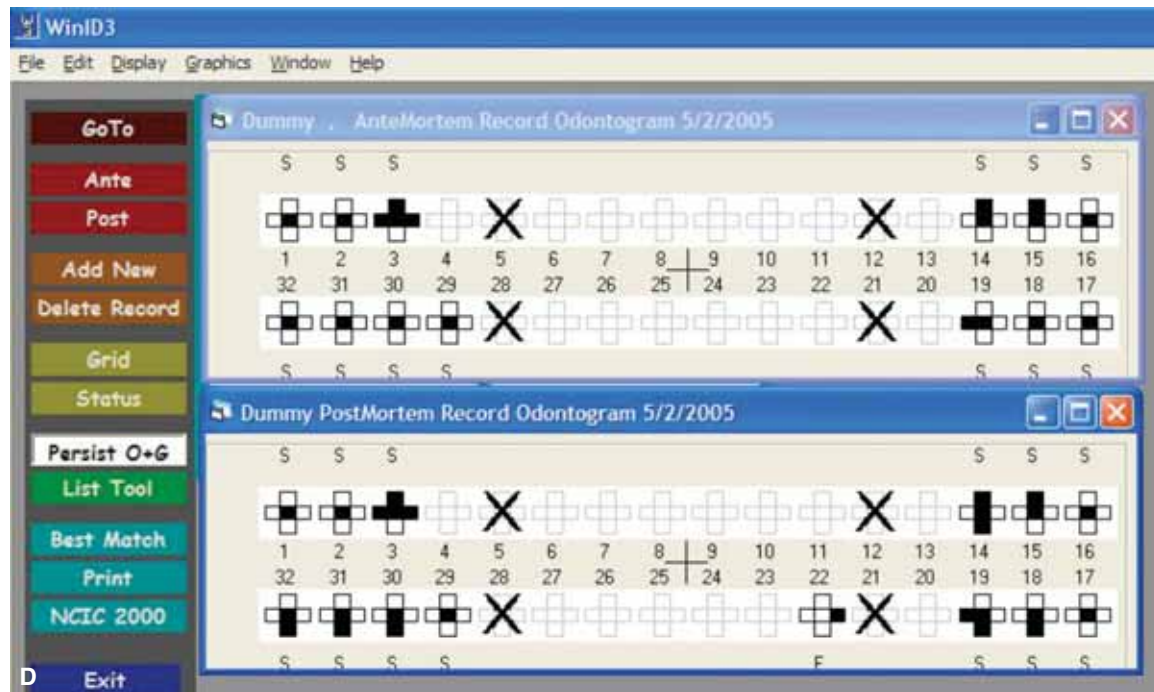 WinID3
File Edit Display Graphics Window Help
GoTo
Ante
Post
Add New
Delete Record
Grid
Status
Persist O+G
List Tool
Best Match
Print
NCIC 2000
Exit
D
Dummy , AnteMortem Record Odontogram 5/2/2005
S S S S S S
1 2 3 4 5 6 7 8 9 10 11 12 13 14 15 16
32 31 30 29 28 27 26 25 24 23 22 21 20 19 18 17
S S S S S S S
Dummy PostMortem Record Odontogram 5/2/2005
S S S S S S
1 2 3 4 5 6 7 8 9 10 11 12 13 14 15 16
32 31 30 29 28 27 26 25 24 23 22 21 20 19 18 17
S S S S S S S